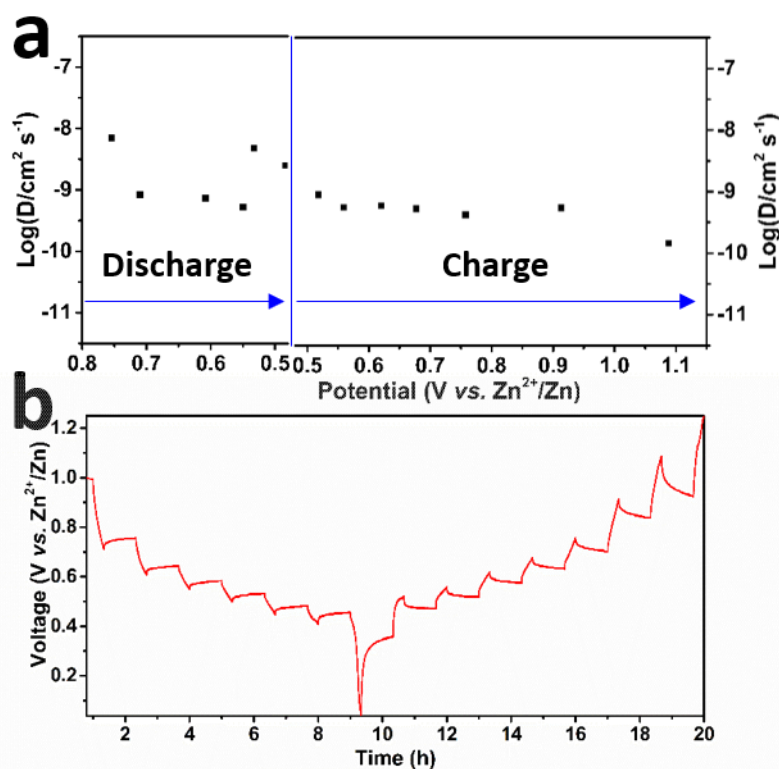 a
-7
-8
-9
-10
-11
Log(D/cm² s⁻¹)
Discharge
Charge
-7
-8
-9
-10
-11
Log(D/cm² s⁻¹)
0.8 0.7 0.6 0.5 0.5 0.6 0.7 0.8 0.9 1.0 1.1
Potential (V vs. Zn²⁺/Zn)
b
1.2
1.0
0.8
0.6
0.4
0.2
Voltage (V vs. Zn²⁺/Zn)
2 4 6 8 10 12 14 16 18 20
Time (h)